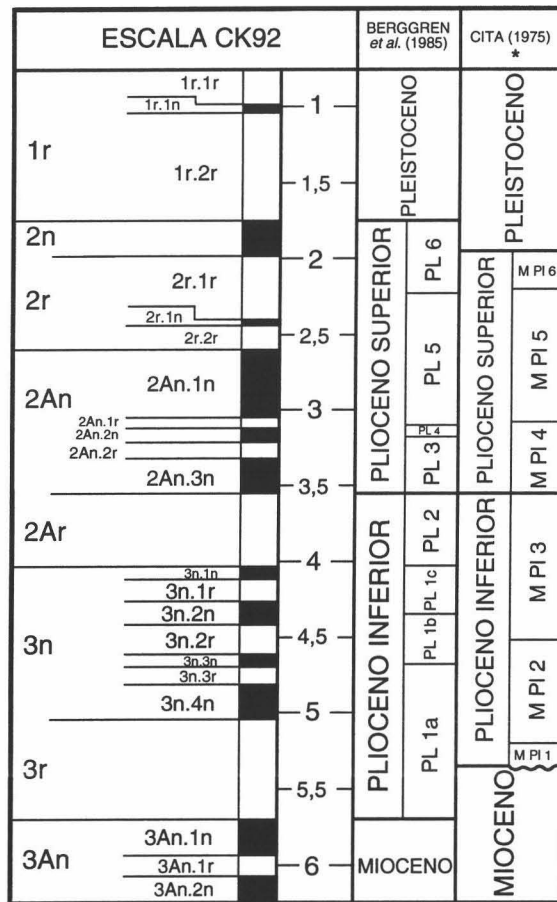 ESCALA CK92
BERGGREN
et al. (1985)
CITA (1975)
*
1r
1r.1r
1r.1n
1r.2r
2n
2r
2r.1r
2r.1n
2r.2r
2An
2An.1n
2An.1r
2An.2n
2An.2r
2An.3n
2Ar
3n
3n.1n
3n.1r
3n.2n
3n.2r
3n.3n
3n.3r
3n.4n
3r
3An
3An.1n
3An.1r
3An.2n
1
1,5
2
2,5
3
3,5
4
4,5
5
5,5
6
PLEISTOCENO
PLIOCENO SUPERIOR
PLIOCENO INFERIOR
MIOCENO
PL 6
PL 5
PL 4
PL 3
PL 2
PL 1c
PL 1b
PL 1a
PLEISTOCENO
PLIOCENO SUPERIOR
PLIOCENO INFERIOR
MIOCENO
M Pl 6
M Pl 5
M Pl 4
M Pl 3
M Pl 2
M Pl 1